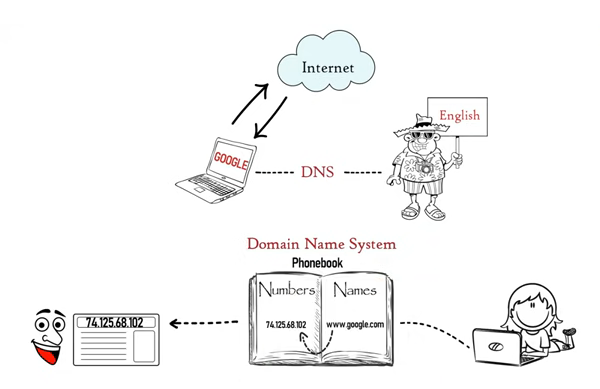 Internet
English
GOOGLE
DNS
Domain Name System
Phonebook
Numbers Names
74.125.68.102 www.google.com
74.125.68.102